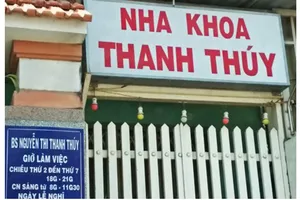 NHA KHOA
THANH THÚY
BS NGUYỄN THỊ THANH THÚY
GIỜ LÀM VIỆC
CHIỀU THỨ 2 ĐẾN THỨ 7
18G - 21G
CN SÁNG từ 8G - 11G30
NGÀY LỄ NGHỈ